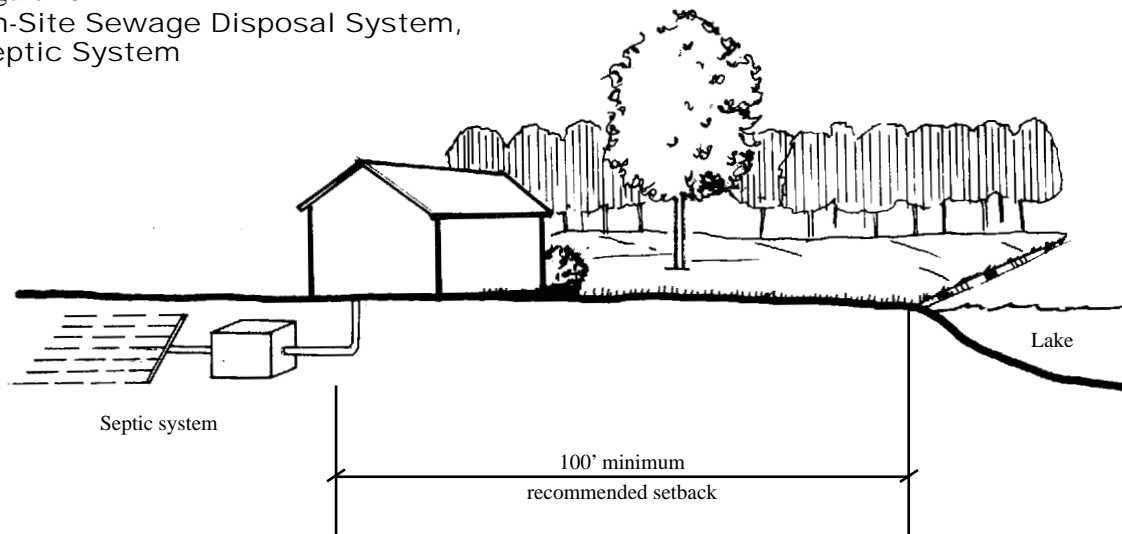 n-Site Sewage Disposal System,
eptic System
Lake
Septic system
100’ minimum
recommended setback